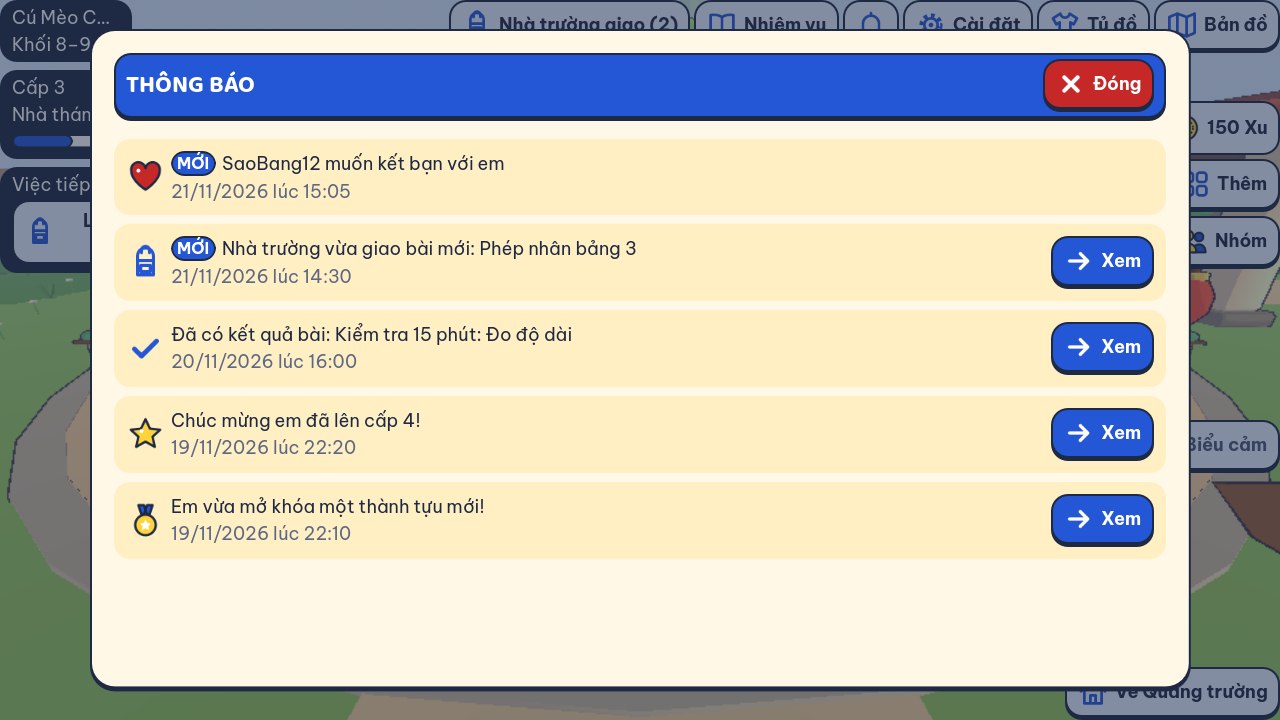 Cú Mèo C...
Khối 8–9
Nhà trường giao (2)
Nhiệm vụ
Cài đặt
Tủ đồ
Bản đồ
Cấp 3
150 Xu
Việc tiếp
Thêm
Nhóm
THÔNG BÁO
Đóng
MỚI SaoBang12 muốn kết bạn với em
21/11/2026 lúc 15:05
MỚI Nhà trường vừa giao bài mới: Phép nhân bảng 3
21/11/2026 lúc 14:30
Xem
Đã có kết quả bài: Kiểm tra 15 phút: Đo độ dài
20/11/2026 lúc 16:00
Xem
Chúc mừng em đã lên cấp 4!
19/11/2026 lúc 22:20
Xem
Em vừa mở khóa một thành tựu mới!
19/11/2026 lúc 22:10
Xem
Biểu cảm
Về Quảng trường